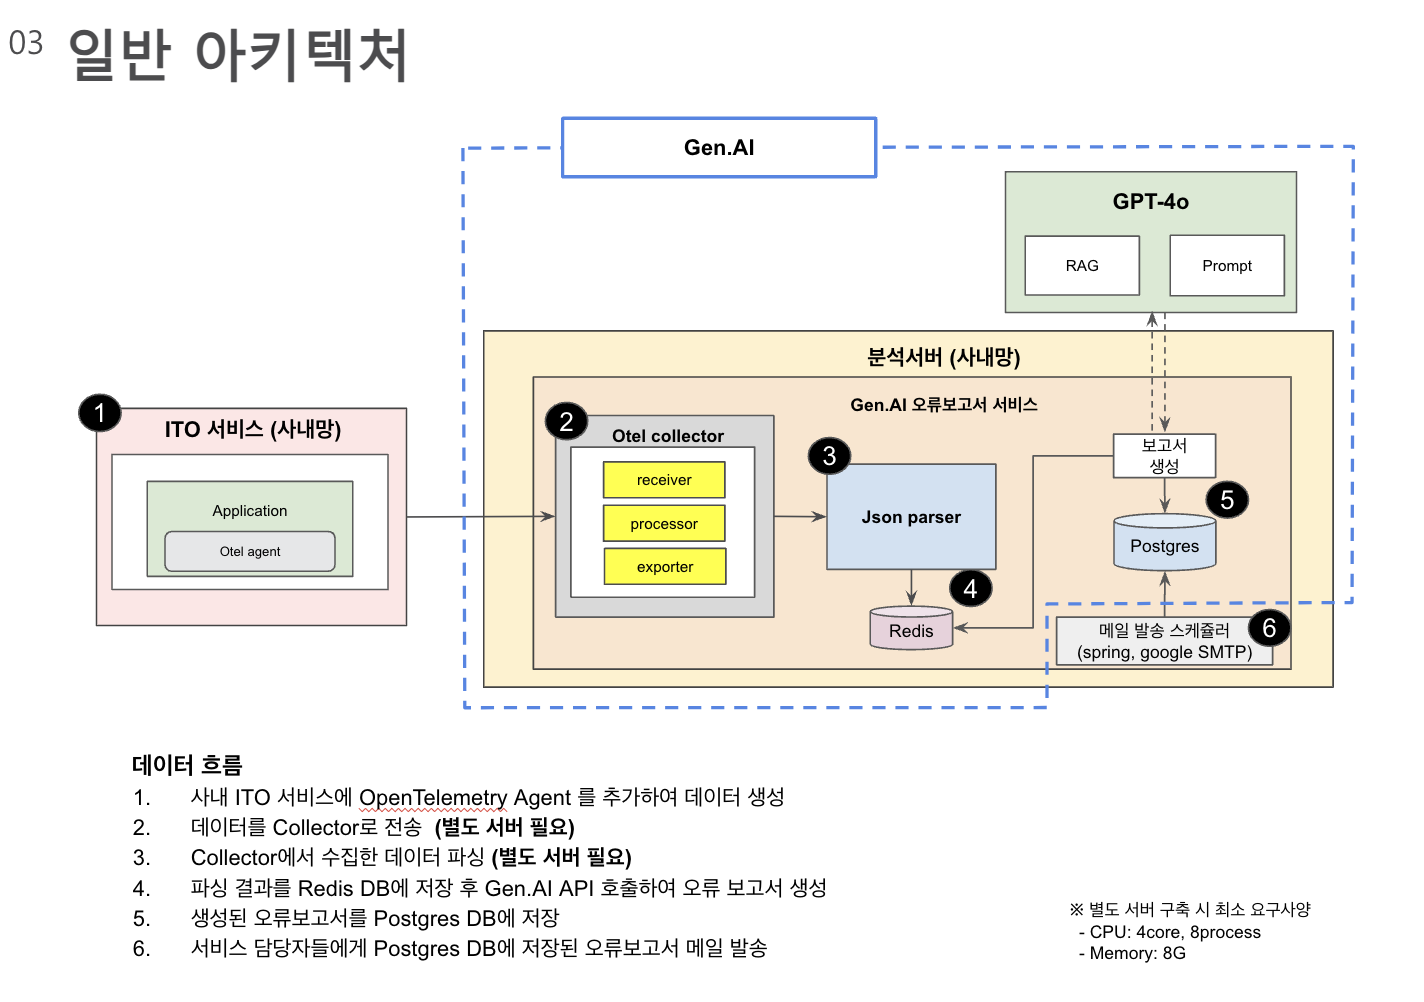 03 일반 아키텍처
Gen.AI
GPT-4o
RAG
Prompt
분석서버 (사내망)
Gen.AI 오류보고서 서비스
1
ITO 서비스 (사내망)
Application
Otel agent
2
Otel collector
receiver
processor
exporter
3
Json parser
4
Redis
보고서
생성
5
Postgres
6
메일 발송 스케쥴러
(spring, google SMTP)
데이터 흐름
1. 사내 ITO 서비스에 OpenTelemetry Agent 를 추가하여 데이터 생성
2. 데이터를 Collector로 전송 (별도 서버 필요)
3. Collector에서 수집한 데이터 파싱 (별도 서버 필요)
4. 파싱 결과를 Redis DB에 저장 후 Gen.AI API 호출하여 오류 보고서 생성
5. 생성된 오류보고서를 Postgres DB에 저장
6. 서비스 담당자들에게 Postgres DB에 저장된 오류보고서 메일 발송
※ 별도 서버 구축 시 최소 요구사양
- CPU: 4core, 8process
- Memory: 8G